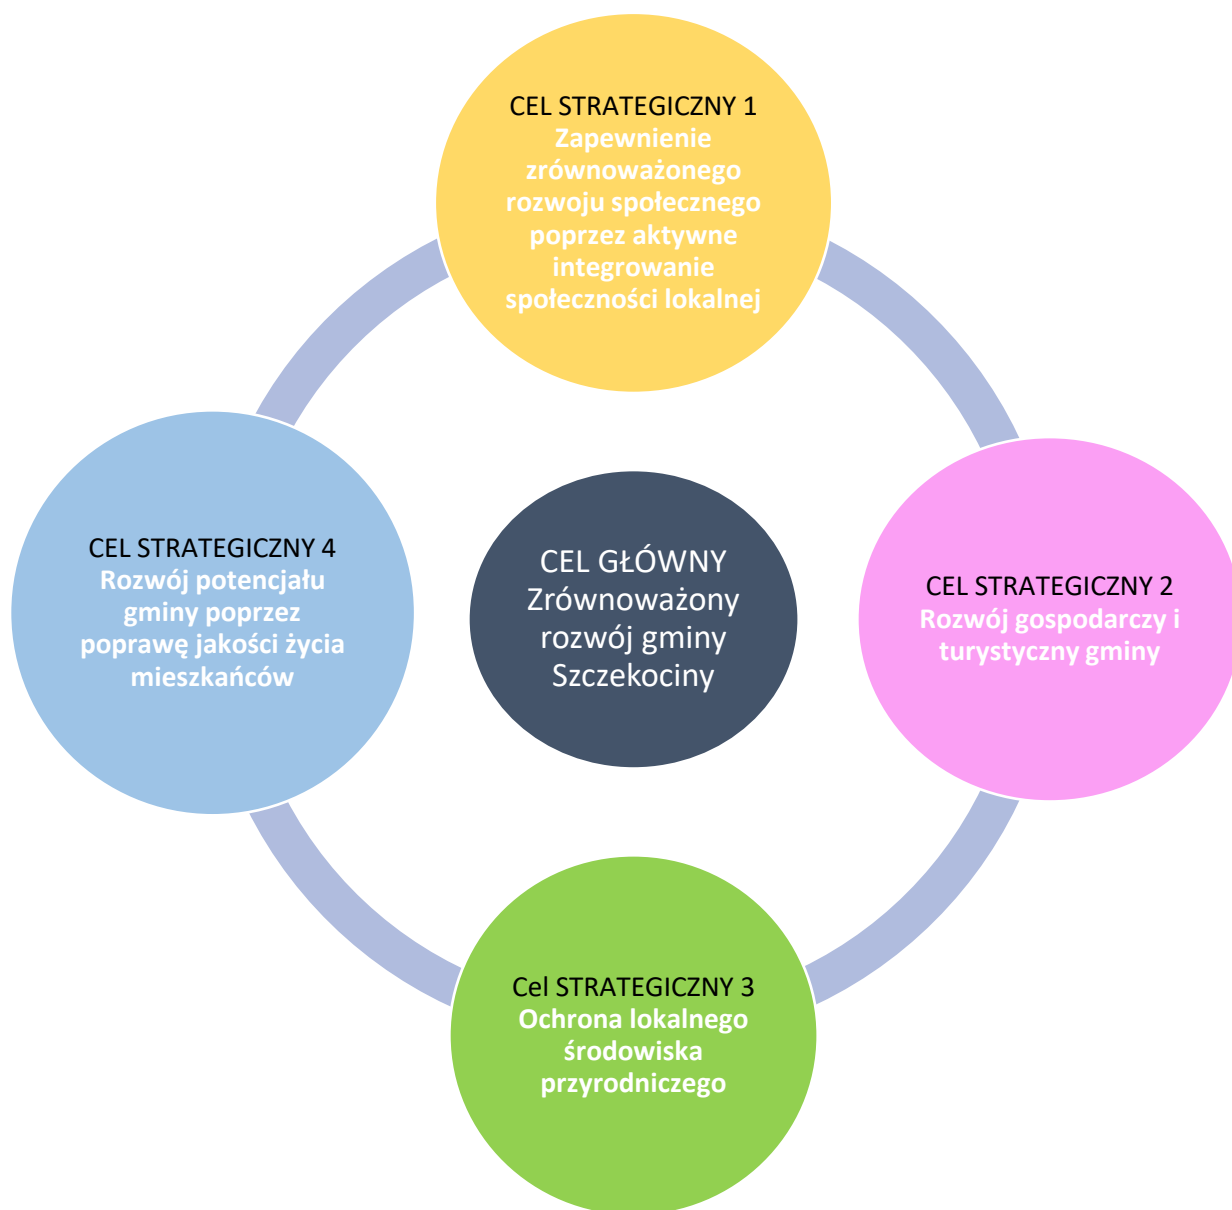 CEL STRATEGICZNY 1
Zapewnienie
zrównoważonego
rozwoju społecznego
poprzez aktywne
integrowanie
społeczności lokalnej
CEL STRATEGICZNY 4
Rozwój potencjału
gminy poprzez
poprawę jakości życia
mieszkańców
CEL GŁÓWNY
Zrównoważony
rozwój gminy
Szczekociny
CEL STRATEGICZNY 2
Rozwój gospodarczy i
turystyczny gminy
Cel STRATEGICZNY 3
Ochrona lokalnego
środowiska
przyrodniczego